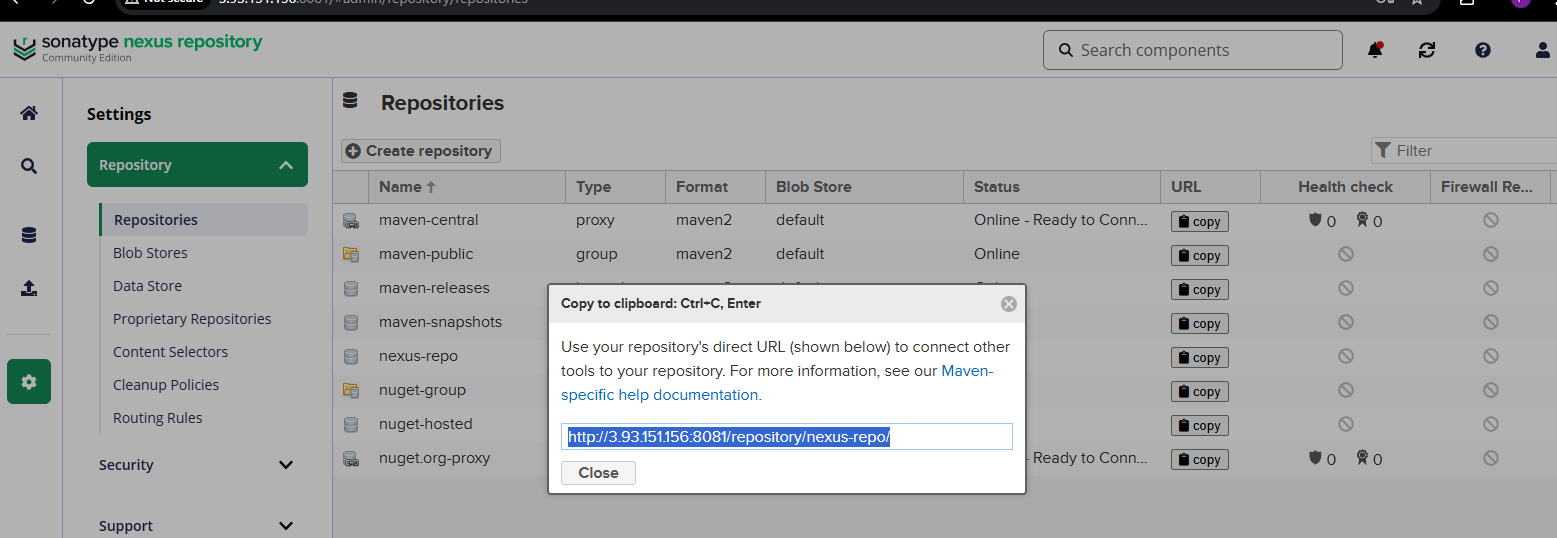 Not secure 3.93.151.156:8081/#admin/repository/repositories
sonatype nexus repository
Community Edition
Search components
Settings
Repository
Repositories
Blob Stores
Data Store
Proprietary Repositories
Content Selectors
Cleanup Policies
Routing Rules
Security
Support
Repositories
Create repository
Filter
Name Type Format Blob Store Status URL Health check Firewall Re...
maven-central proxy maven2 default Online - Ready to Conn... copy 0 0
maven-public group maven2 default Online copy
maven-releases copy
maven-snapshots copy
nexus-repo copy
nuget-group copy
nuget-hosted copy
nuget.org-proxy Ready to Conn... copy 0 0
Copy to clipboard: Ctrl+C, Enter
Use your repository's direct URL (shown below) to connect other
tools to your repository. For more information, see our Maven-
specific help documentation.
http://3.93.151.156:8081/repository/nexus-repo/
Close